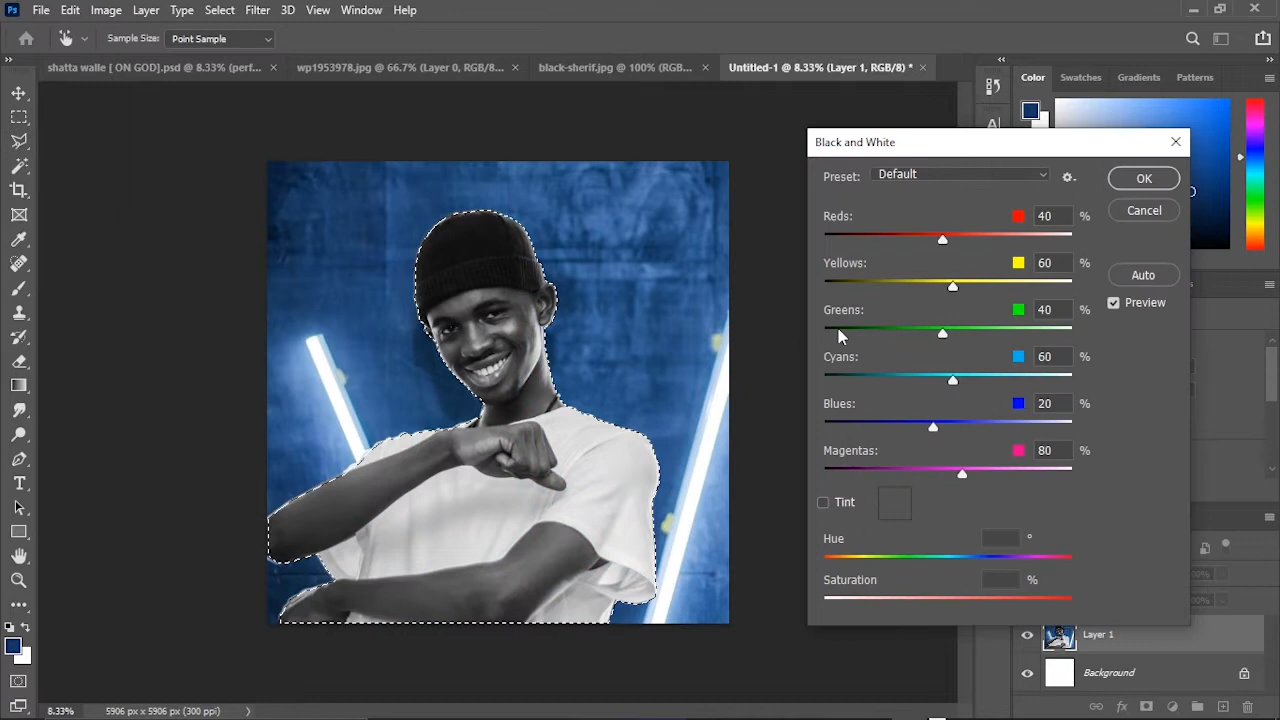 Ps File Edit Image Layer Type Select Filter 3D View Window Help
Sample Size: Point Sample
shatta walle [ ON GOD].psd @ 8.33% (perf... × wp1953978.jpg @ 66.7% (Layer 0, RGB/8... × black-sherif.jpg @ 100% (RGB... × Untitled-1 @ 8.33% (Layer 1, RGB/8) * ×
Color Swatches Gradients Patterns
Black and White
Preset: Default
OK
Reds: 40 %
Cancel
Yellows: 60 %
Auto
Preview
Greens: 40 %
Cyans: 60 %
Blues: 20 %
Magentas: 80 %
Tint
Hue °
Saturation %
Layer 1
Background
8.33% 5906 px x 5906 px (300 ppi)